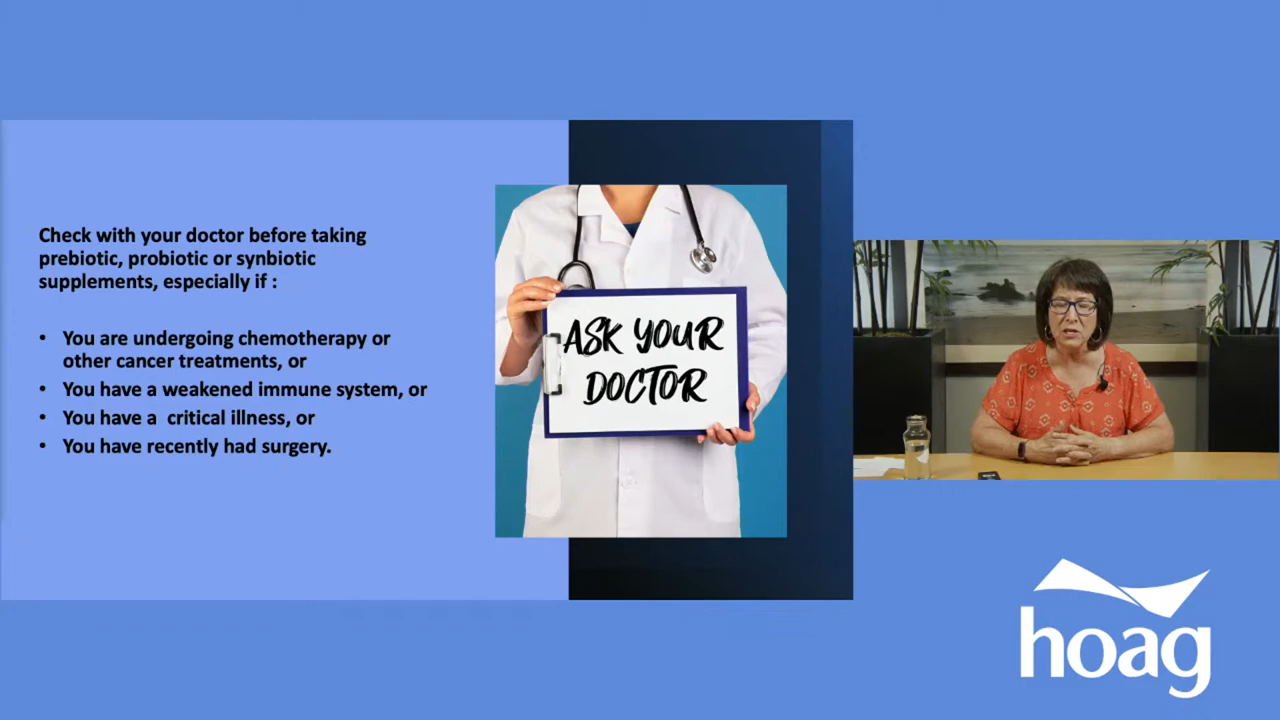 Check with your doctor before taking
prebiotic, probiotic or synbiotic
supplements, especially if :
• You are undergoing chemotherapy or
other cancer treatments, or
• You have a weakened immune system, or
• You have a  critical illness, or
• You have recently had surgery.
ASK YOUR
DOCTOR
hoag